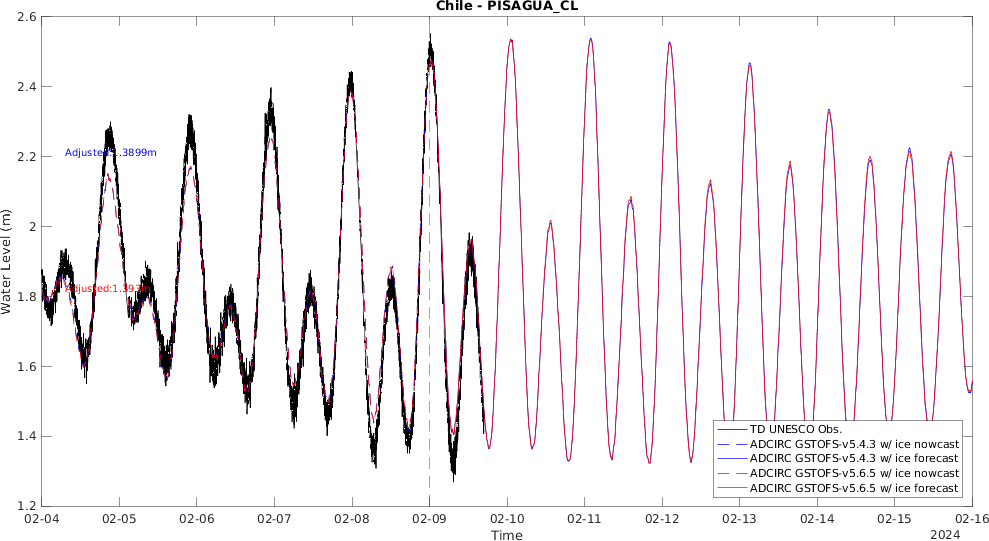 Chile - PISAGUA_CL
Water Level (m)
2.6
2.4
2.2
2
1.8
1.6
1.4
1.2
Adjusted:1.3899m
TD UNESCO Obs.
ADCIRC GSTOFS-v5.4.3 w/ ice nowcast
ADCIRC GSTOFS-v5.4.3 w/ ice forecast
ADCIRC GSTOFS-v5.6.5 w/ ice nowcast
ADCIRC GSTOFS-v5.6.5 w/ ice forecast
02-04 02-05 02-06 02-07 02-08 02-09 02-10 02-11 02-12 02-13 02-14 02-15 02-16
Time
2024